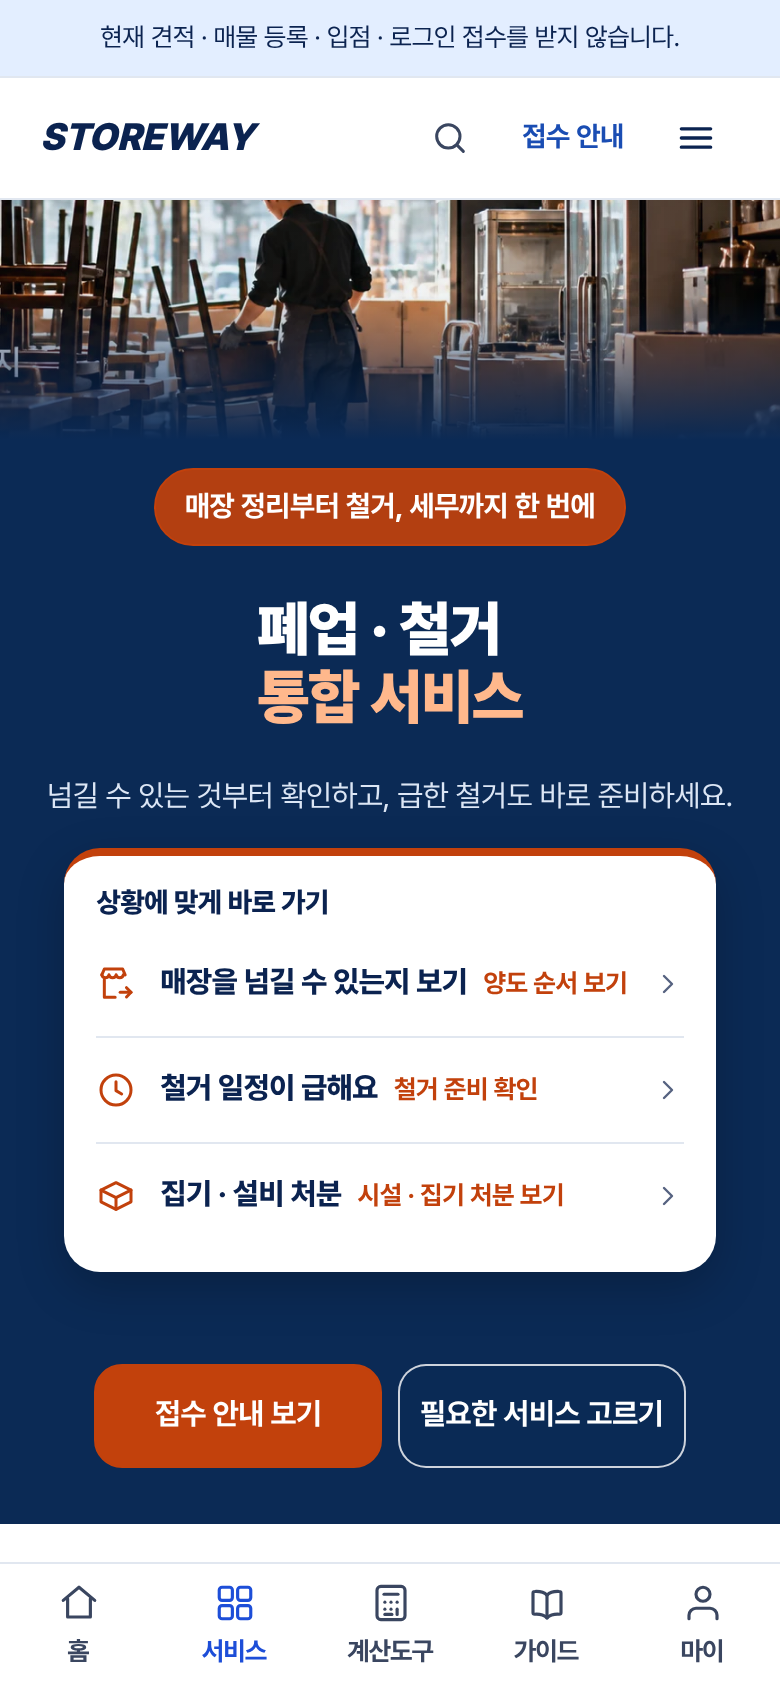 현재 견적 · 매물 등록 · 입점 · 로그인 접수를 받지 않습니다.
STOREWAY
접수 안내
지
매장 정리부터 철거, 세무까지 한 번에
폐업 · 철거
통합 서비스
넘길 수 있는 것부터 확인하고, 급한 철거도 바로 준비하세요.
상황에 맞게 바로 가기
매장을 넘길 수 있는지 보기 양도 순서 보기
철거 일정이 급해요 철거 준비 확인
집기 · 설비 처분 시설 · 집기 처분 보기
접수 안내 보기 필요한 서비스 고르기
홈 서비스 계산도구 가이드 마이